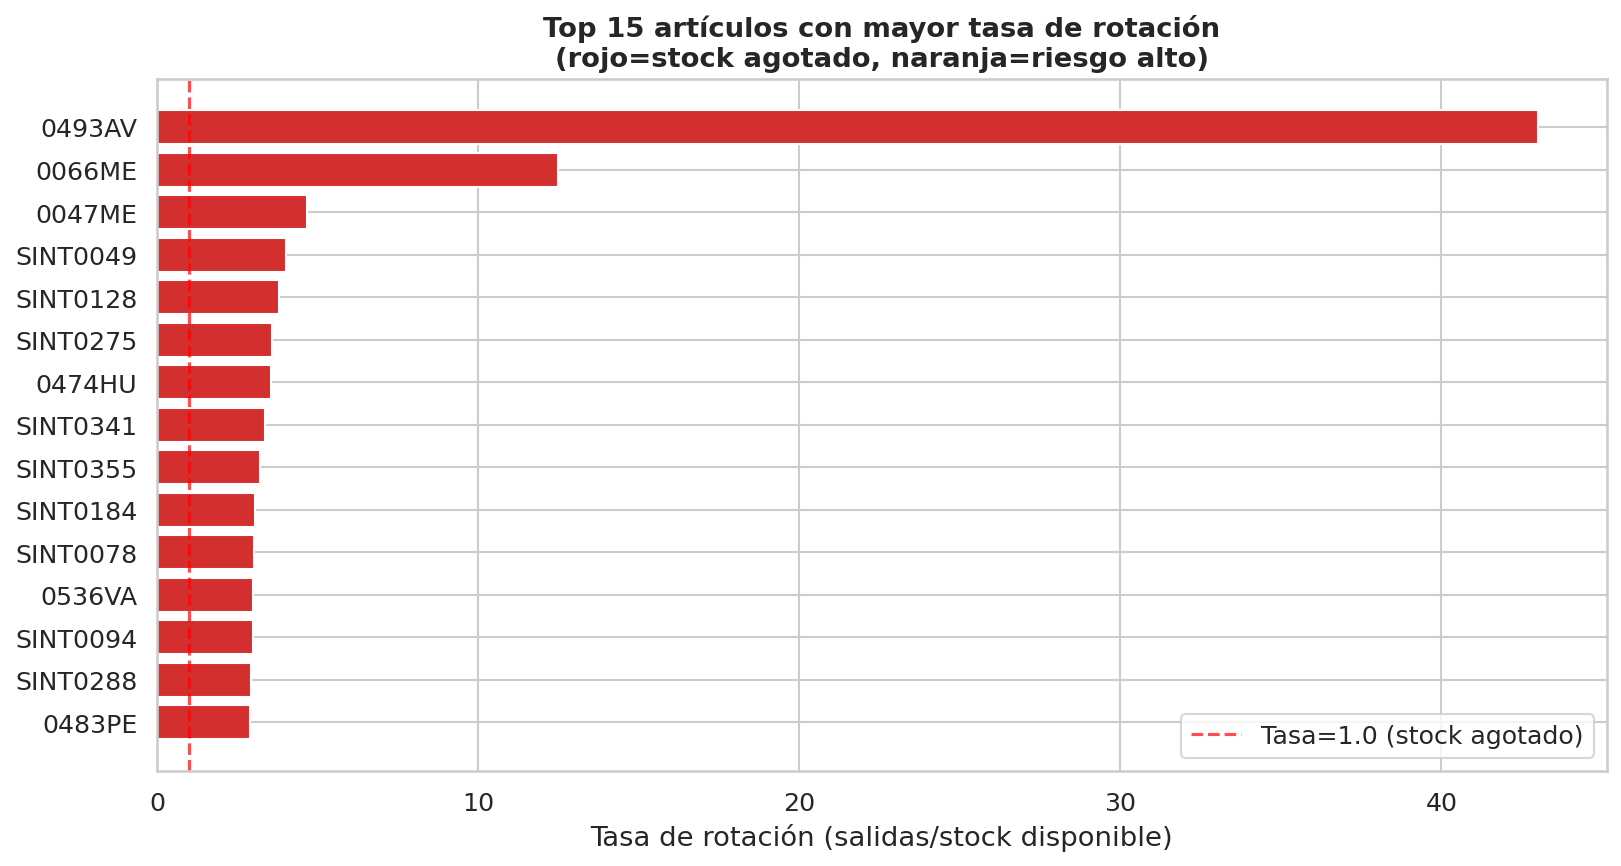 Top 15 artículos con mayor tasa de rotación
(rojo=stock agotado, naranja=riesgo alto)
0493AV
0066ME
0047ME
SINT0049
SINT0128
SINT0275
0474HU
SINT0341
SINT0355
SINT0184
SINT0078
0536VA
SINT0094
SINT0288
0483PE
Tasa=1.0 (stock agotado)
0 10 20 30 40
Tasa de rotación (salidas/stock disponible)